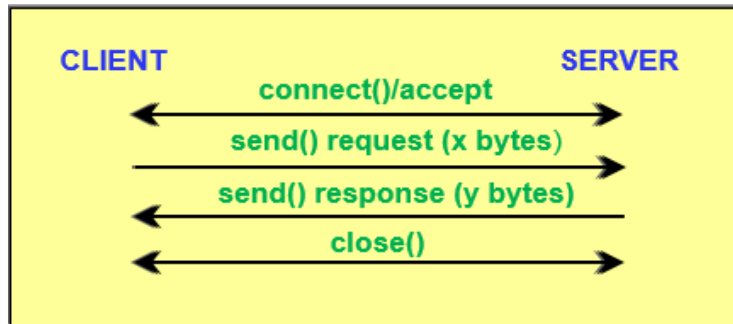 CLIENT SERVER
connect()/accept
send() request (x bytes)
send() response (y bytes)
close()